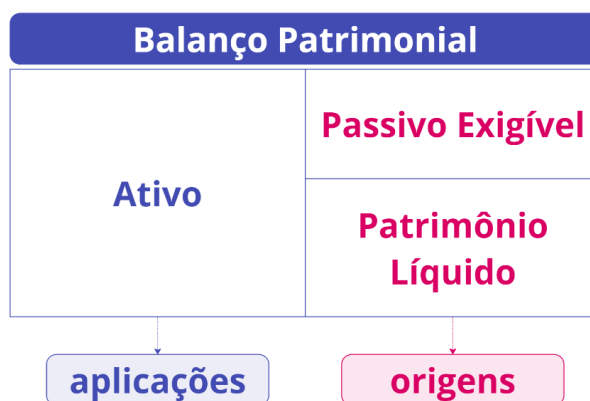 Balanço Patrimonial
Ativo
Passivo Exigível
Patrimônio
Líquido
aplicações
origens